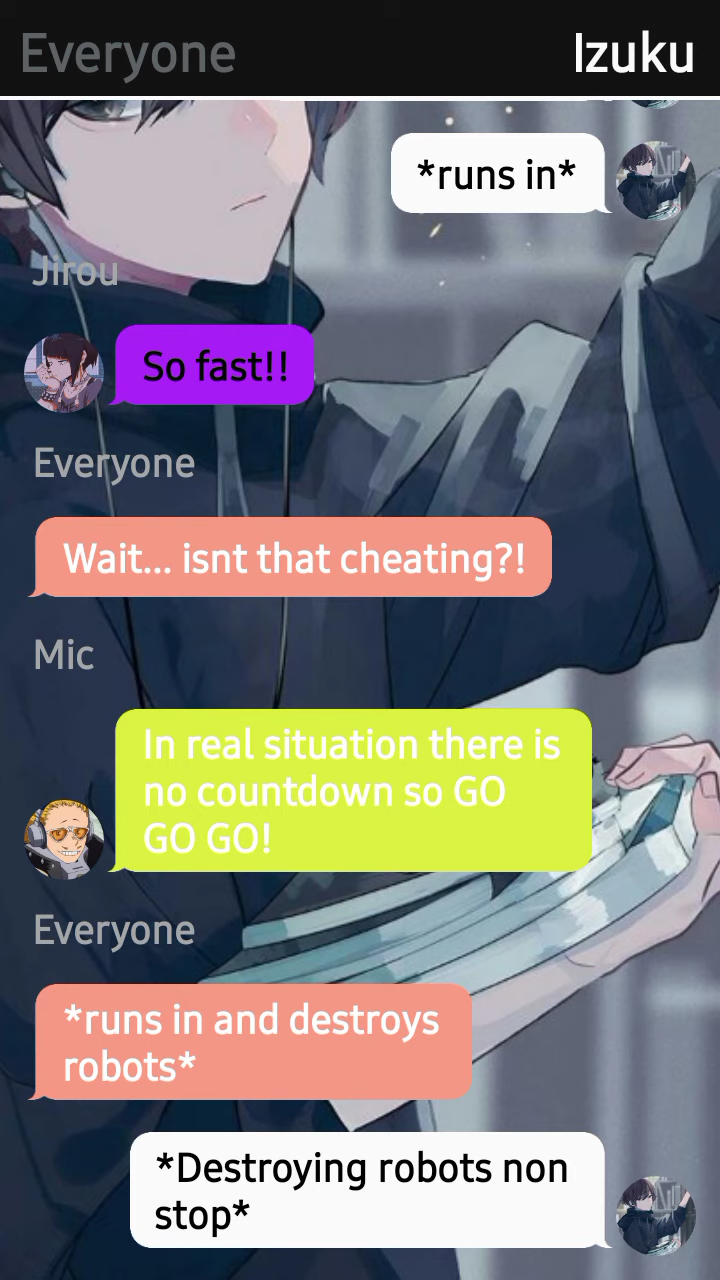 Everyone
Izuku
*runs in*
Jirou
So fast!!
Everyone
Wait... isnt that cheating?!
Mic
In real situation there is
no countdown so GO
GO GO!
Everyone
*runs in and destroys
robots*
*Destroying robots non
stop*